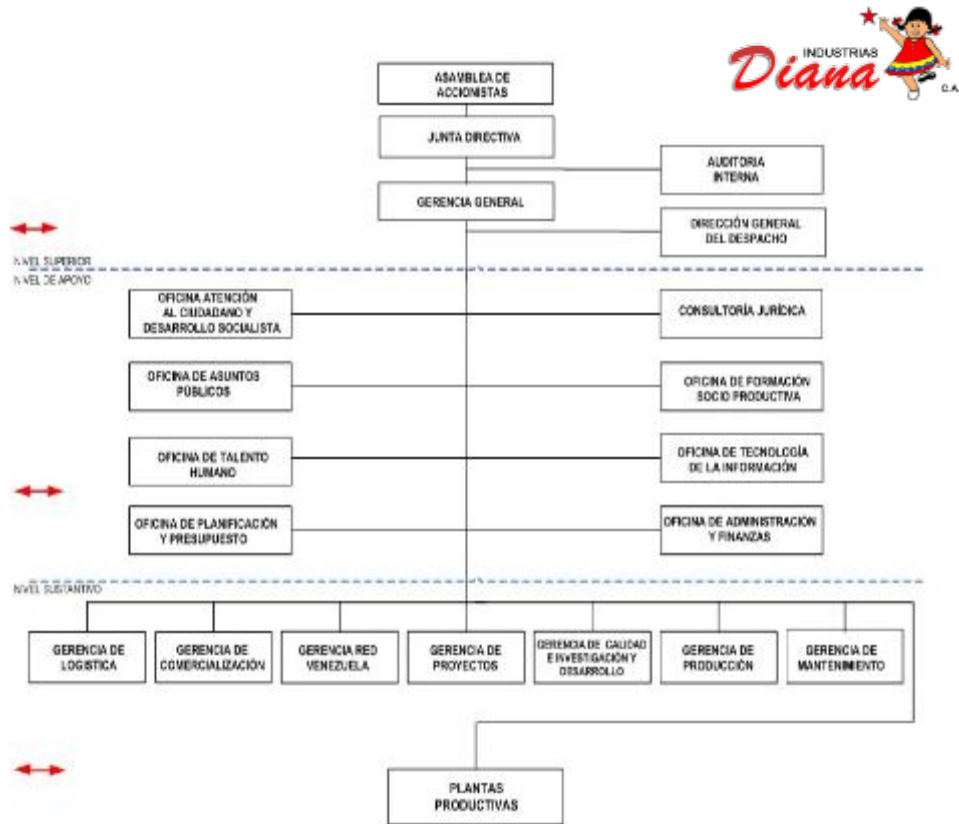 INDUSTRIAS
Diana
C.A.
ASAMBLEA DE
ACCIONISTAS
JUNTA DIRECTIVA
AUDITORIA
INTERNA
GERENCIA GENERAL
DIRECCIÓN GENERAL
DEL DESPACHO
NIVEL SUPERIOR
NIVEL DE APOYO
OFICINA ATENCIÓN
AL CIUDADANO Y
DESARROLLO SOCIALISTA
CONSULTORÍA JURÍDICA
OFICINA DE ASUNTOS
PÚBLICOS
OFICINA DE FORMACIÓN
SOCIO PRODUCTIVA
OFICINA DE TALENTO
HUMANO
OFICINA DE TECNOLOGÍA
DE LA INFORMACIÓN
OFICINA DE PLANIFICACIÓN
Y PRESUPUESTO
OFICINA DE ADMINISTRACIÓN
Y FINANZAS
NIVEL SUSTANTIVO
GERENCIA DE
LOGISTICA
GERENCIA DE
COMERCIALIZACIÓN
GERENCIA RED
VENEZUELA
GERENCIA DE
PROYECTOS
GERENCIA DE CALIDAD
E INVESTIGACIÓN Y
DESARROLLO
GERENCIA DE
PRODUCCIÓN
GERENCIA DE
MANTENIMIENTO
PLANTAS
PRODUCTIVAS